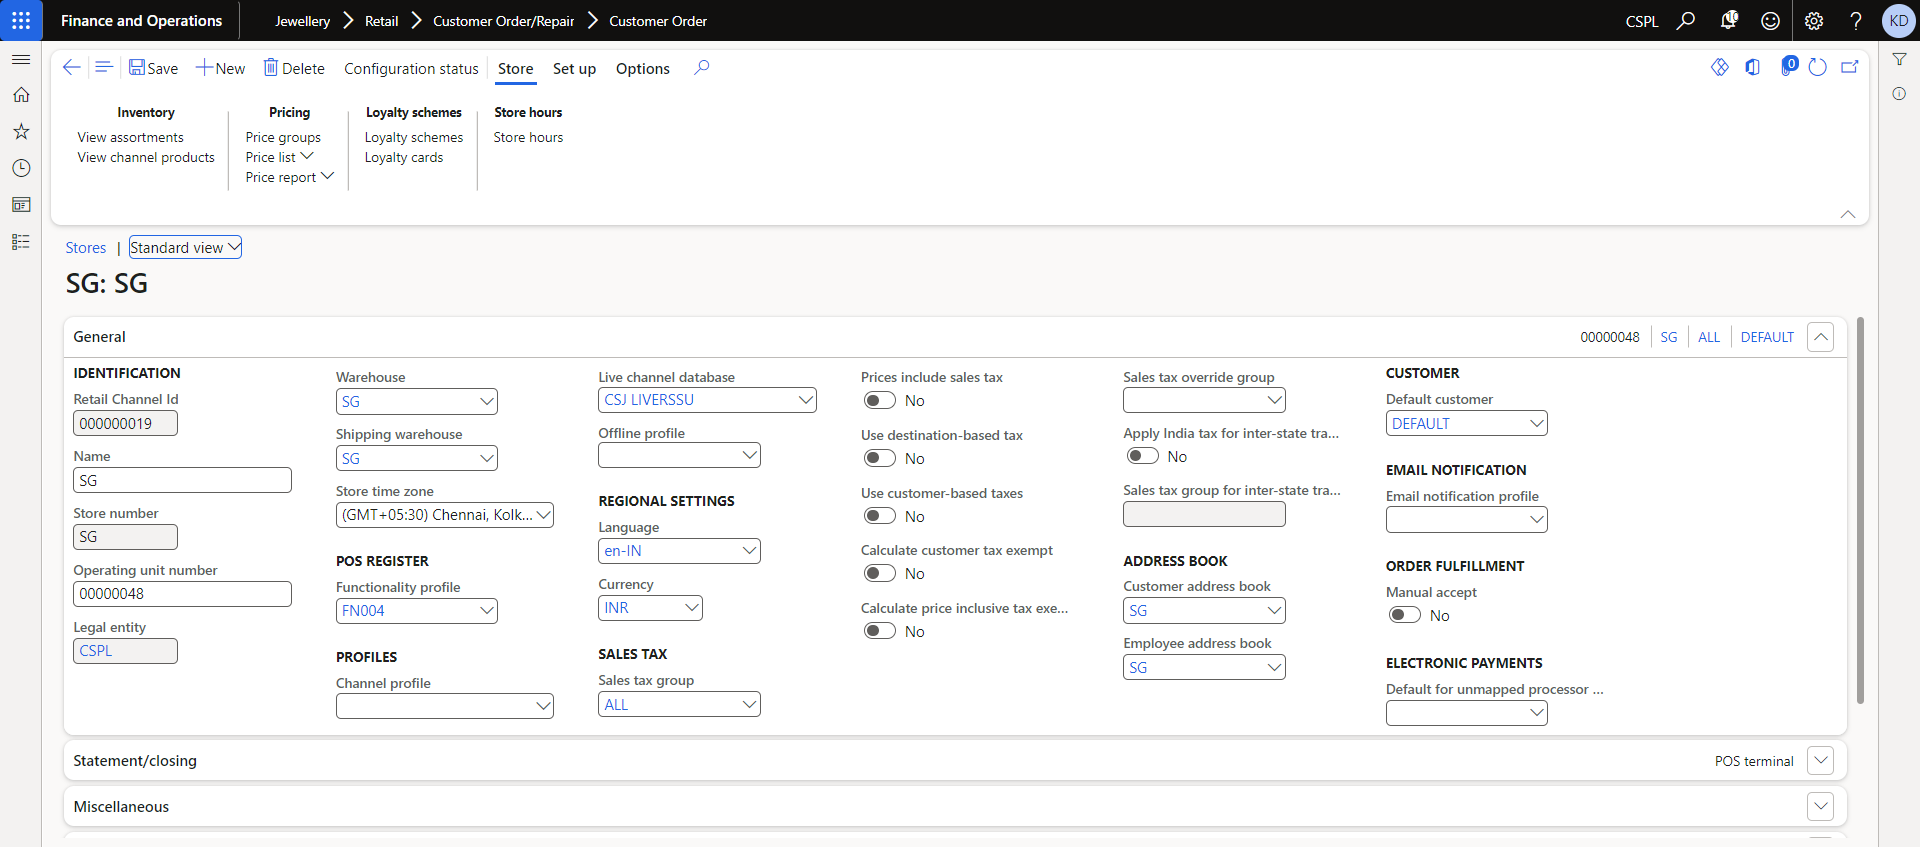 Finance and Operations
Jewellery
Retail
Customer Order/Repair
Customer Order
CSPL
10
KD
Save
New
Delete
Configuration status
Store
Set up
Options
0
Inventory
View assortments
View channel products
Pricing
Price groups
Price list
Price report
Loyalty schemes
Loyalty schemes
Loyalty cards
Store hours
Store hours
Stores | Standard view
SG: SG
General
00000048
SG
ALL
DEFAULT
IDENTIFICATION
Retail Channel Id
000000019
Name
SG
Store number
SG
Operating unit number
00000048
Legal entity
CSPL
Warehouse
SG
Shipping warehouse
SG
Store time zone
(GMT+05:30) Chennai, Kolk...
POS REGISTER
Functionality profile
FN004
PROFILES
Channel profile
Live channel database
CSJ LIVERSSU
Offline profile
REGIONAL SETTINGS
Language
en-IN
Currency
INR
SALES TAX
Sales tax group
ALL
Prices include sales tax
No
Use destination-based tax
No
Use customer-based taxes
No
Calculate customer tax exempt
No
Calculate price inclusive tax exe...
No
Sales tax override group
Apply India tax for inter-state tra...
No
Sales tax group for inter-state tra...
ADDRESS BOOK
Customer address book
SG
Employee address book
SG
CUSTOMER
Default customer
DEFAULT
EMAIL NOTIFICATION
Email notification profile
ORDER FULFILLMENT
Manual accept
No
ELECTRONIC PAYMENTS
Default for unmapped processor ...
Statement/closing
POS terminal
Miscellaneous